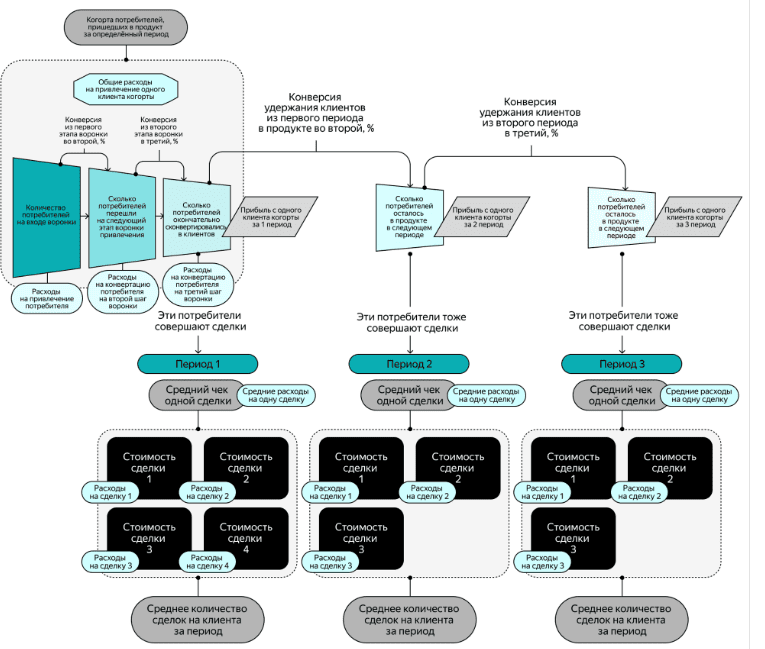 Когорта потребителей,
пришедших в продукт
за определённый период
Общие расходы
на привлечение одного
клиента когорты
Конверсия
из первого
этапа воронки
во второй, %
Конверсия
из второго
этапа воронки
в третий, %
Конверсия
удержания клиентов
из первого периода
в продукте во второй, %
Конверсия
удержания клиентов
из второго периода
в третий, %
Количество
потребителей
на входе воронки
Сколько
потребителей
перешли
на следующий
этап воронки
привлечения
Сколько
потребителей
окончательно
сконвертировались
в клиентов
Прибыль с одного
клиента когорты
за 1 период
Сколько
потребителей
осталось
в продукте
в следующем
периоде
Прибыль с одного
клиента когорты
за 2 период
Сколько
потребителей
осталось
в продукте
в следующем
периоде
Прибыль с одного
клиента когорты
за 3 период
Расходы
на привлечение
потребителя
Расходы
на конвертацию
потребителя
на второй шаг
воронки
Расходы
на конвертацию
потребителя
на третий шаг
воронки
Эти потребители
совершают сделки
Эти потребители тоже
совершают сделки
Эти потребители тоже
совершают сделки
Период 1
Период 2
Период 3
Средний чек
одной сделки
Средние расходы
на одну сделку
Средний чек
одной сделки
Средние расходы
на одну сделку
Средний чек
одной сделки
Средние расходы
на одну сделку
Стоимость
сделки
1
Расходы
на сделку 1
Стоимость
сделки
2
Расходы
на сделку 2
Стоимость
сделки
3
Расходы
на сделку 3
Стоимость
сделки
4
Расходы
на сделку 4
Стоимость
сделки
1
Расходы
на сделку 1
Стоимость
сделки
2
Расходы
на сделку 2
Стоимость
сделки
3
Расходы
на сделку 3
Стоимость
сделки
1
Расходы
на сделку 1
Стоимость
сделки
2
Расходы
на сделку 2
Стоимость
сделки
3
Расходы
на сделку 3
Среднее количество
сделок на клиента
за период
Среднее количество
сделок на клиента
за период
Среднее количество
сделок на клиента
за период